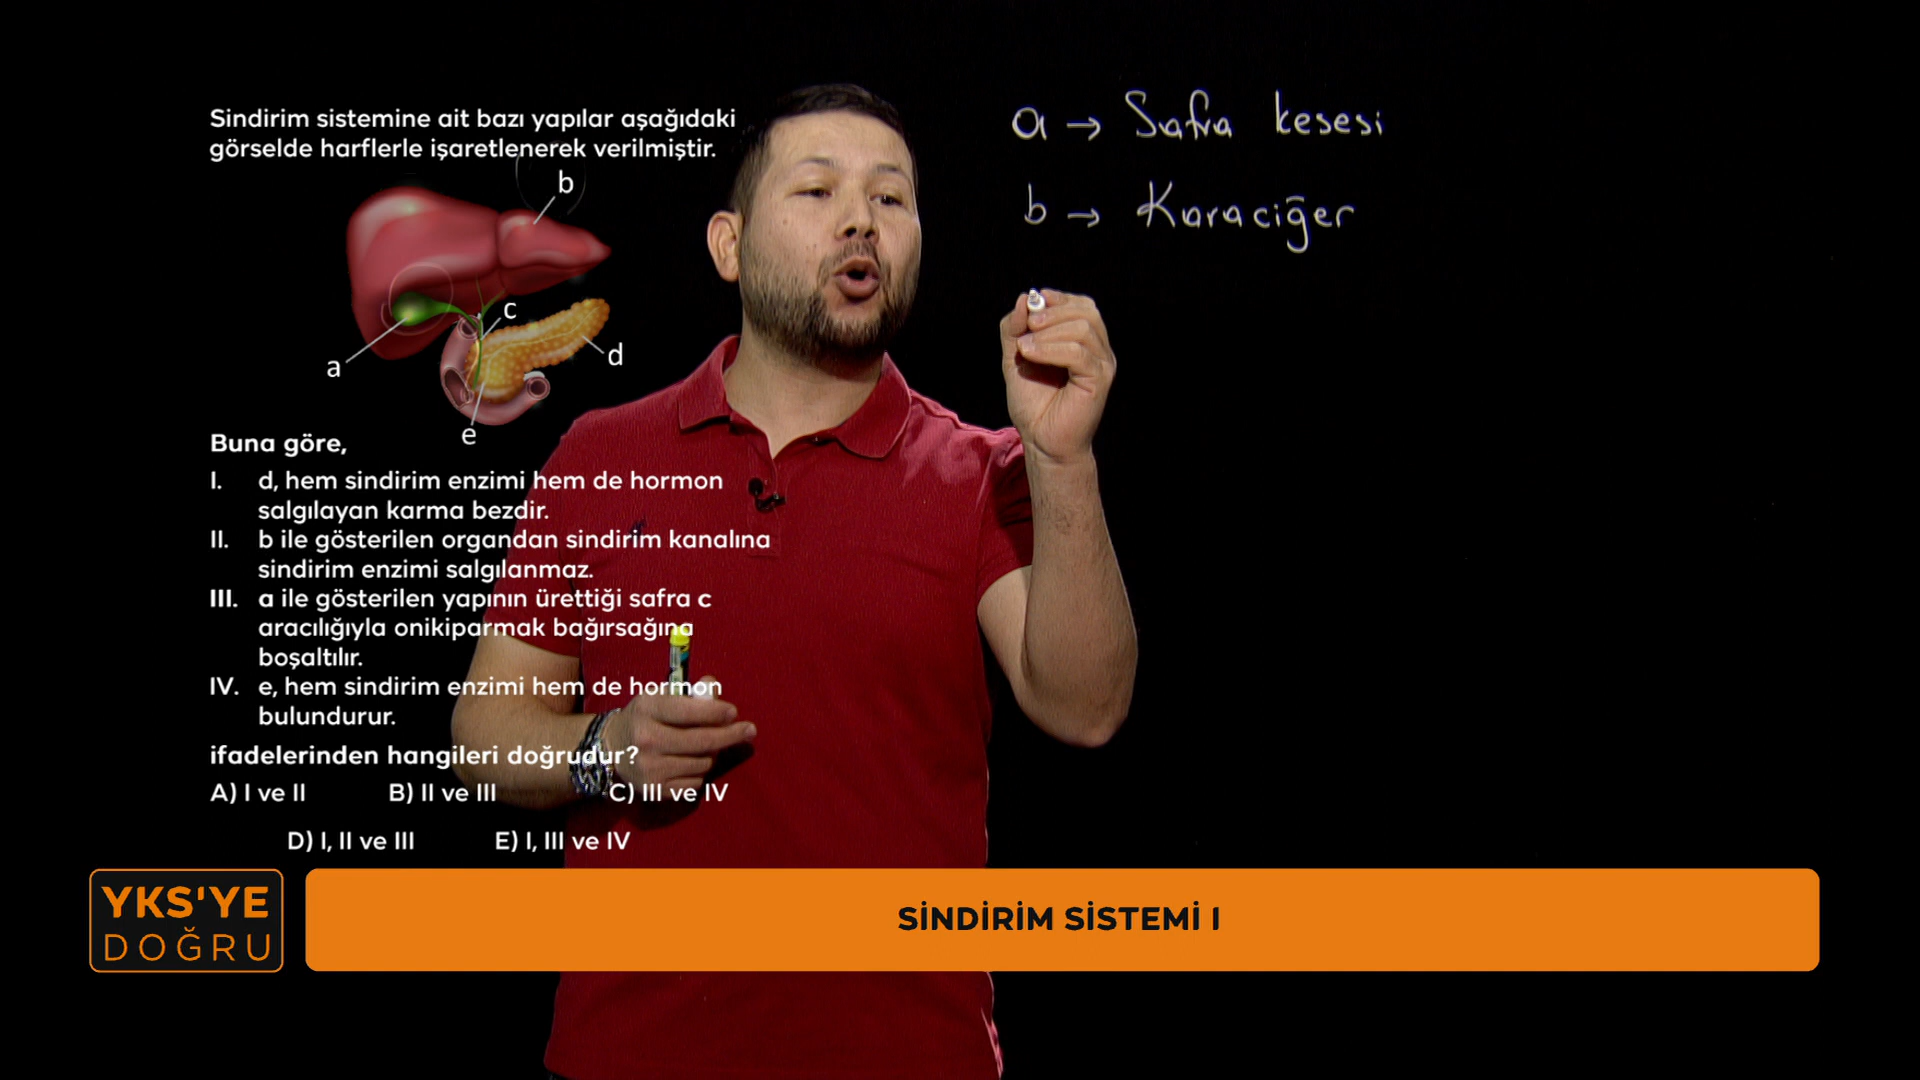 Sindirim sistemine ait bazı yapılar aşağıdaki
görselde harflerle işaretlenerek verilmiştir.
b
c
d
a
e
Buna göre,
I. d, hem sindirim enzimi hem de hormon
salgılayan karma bezdir.
II. b ile gösterilen organdan sindirim kanalına
sindirim enzimi salgılanmaz.
III. a ile gösterilen yapının ürettiği safra c
aracılığıyla onikiparmak bağırsağına
boşaltılır.
IV. e, hem sindirim enzimi hem de hormon
bulundurur.
ifadelerinden hangileri doğrudur?
A) I ve II B) II ve III C) III ve IV
D) I, II ve III E) I, III ve IV
a → Safra kesesi
b → Karaciğer
YKS'YE
DOĞRU
SİNDİRİM SİSTEMİ I